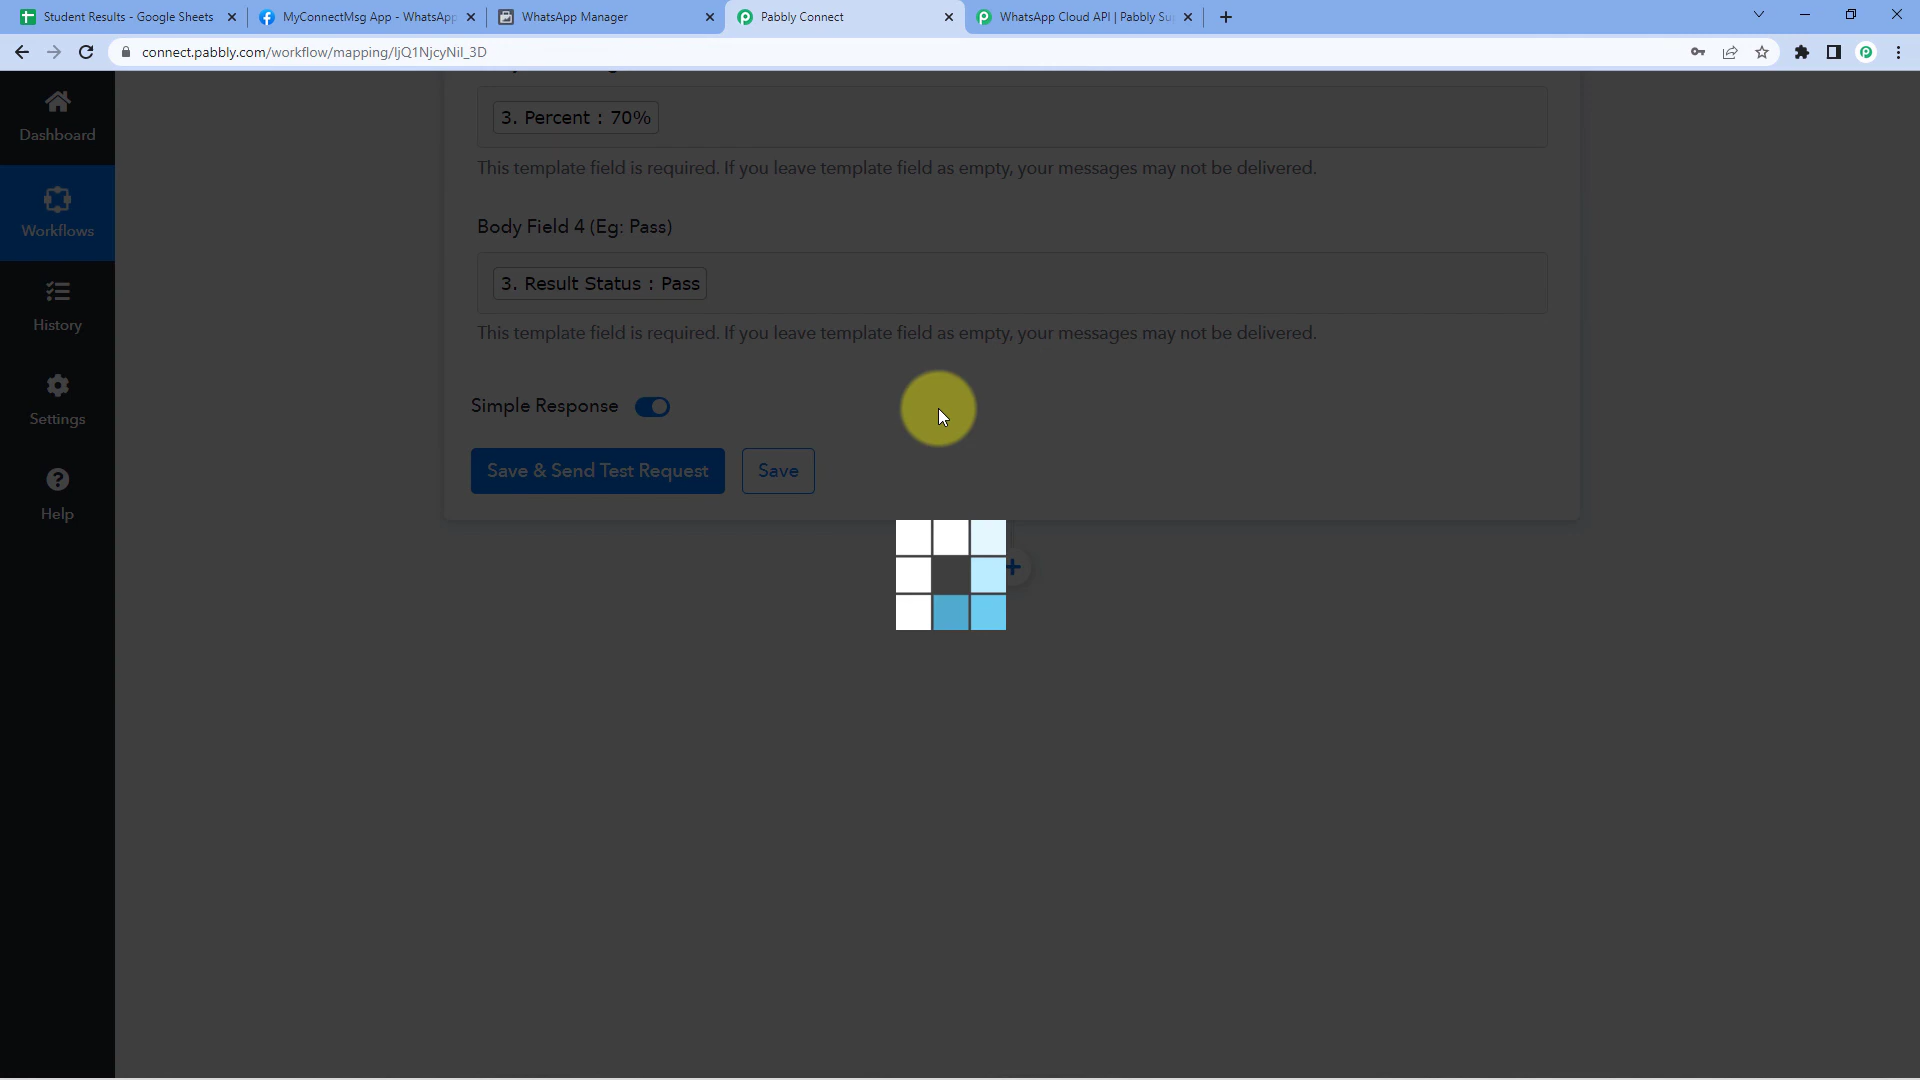 Student Results - Google Sheets
MyConnectMsg App - WhatsApp
WhatsApp Manager
Pabbly Connect
WhatsApp Cloud API | Pabbly Su
connect.pabbly.com/workflow/mapping/IjQ1NjcyNiI_3D
Dashboard
Workflows
History
Settings
Help
3. Percent : 70%
This template field is required. If you leave template field as empty, your messages may not be delivered.
Body Field 4 (Eg: Pass)
3. Result Status : Pass
This template field is required. If you leave template field as empty, your messages may not be delivered.
Simple Response
Save & Send Test Request
Save